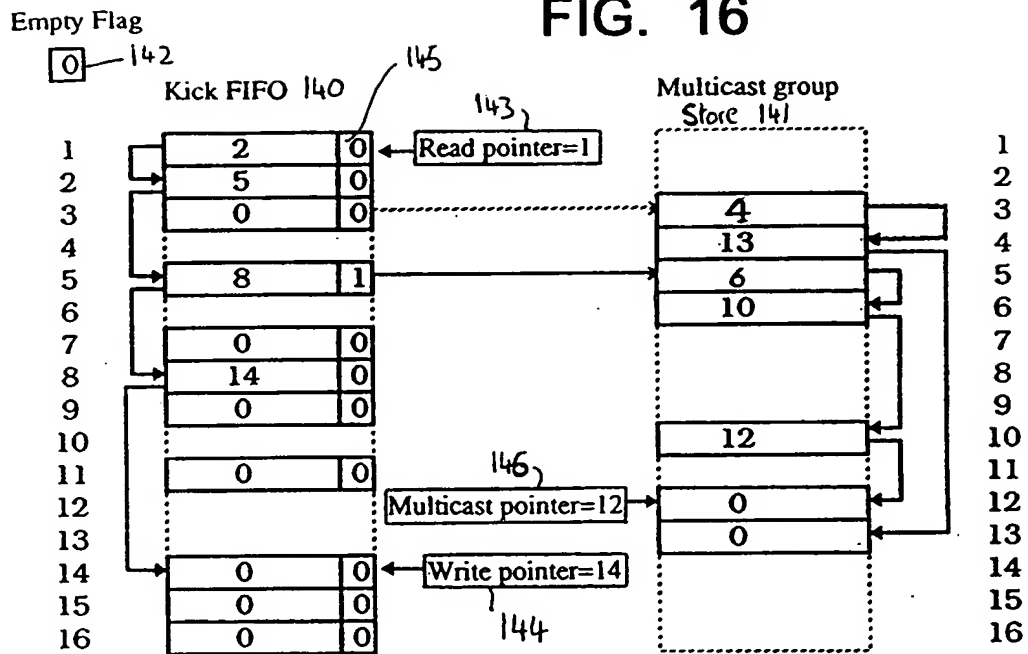 FIG. 16
Empty Flag
0 142
Kick FIFO 140
145
143
Multicast group
Store 141
1 2 0 Read pointer=1 1
2 5 0 2
3 0 0 4 3
4 13 4
5 8 1 6 5
6 10 6
7 0 0 7
8 14 0 8
9 0 0 9
10 12 10
11 0 0 146 11
12 Multicast pointer=12 0 12
13 0 13
14 0 0 Write pointer=14 14
15 0 0 144 15
16 0 0 16